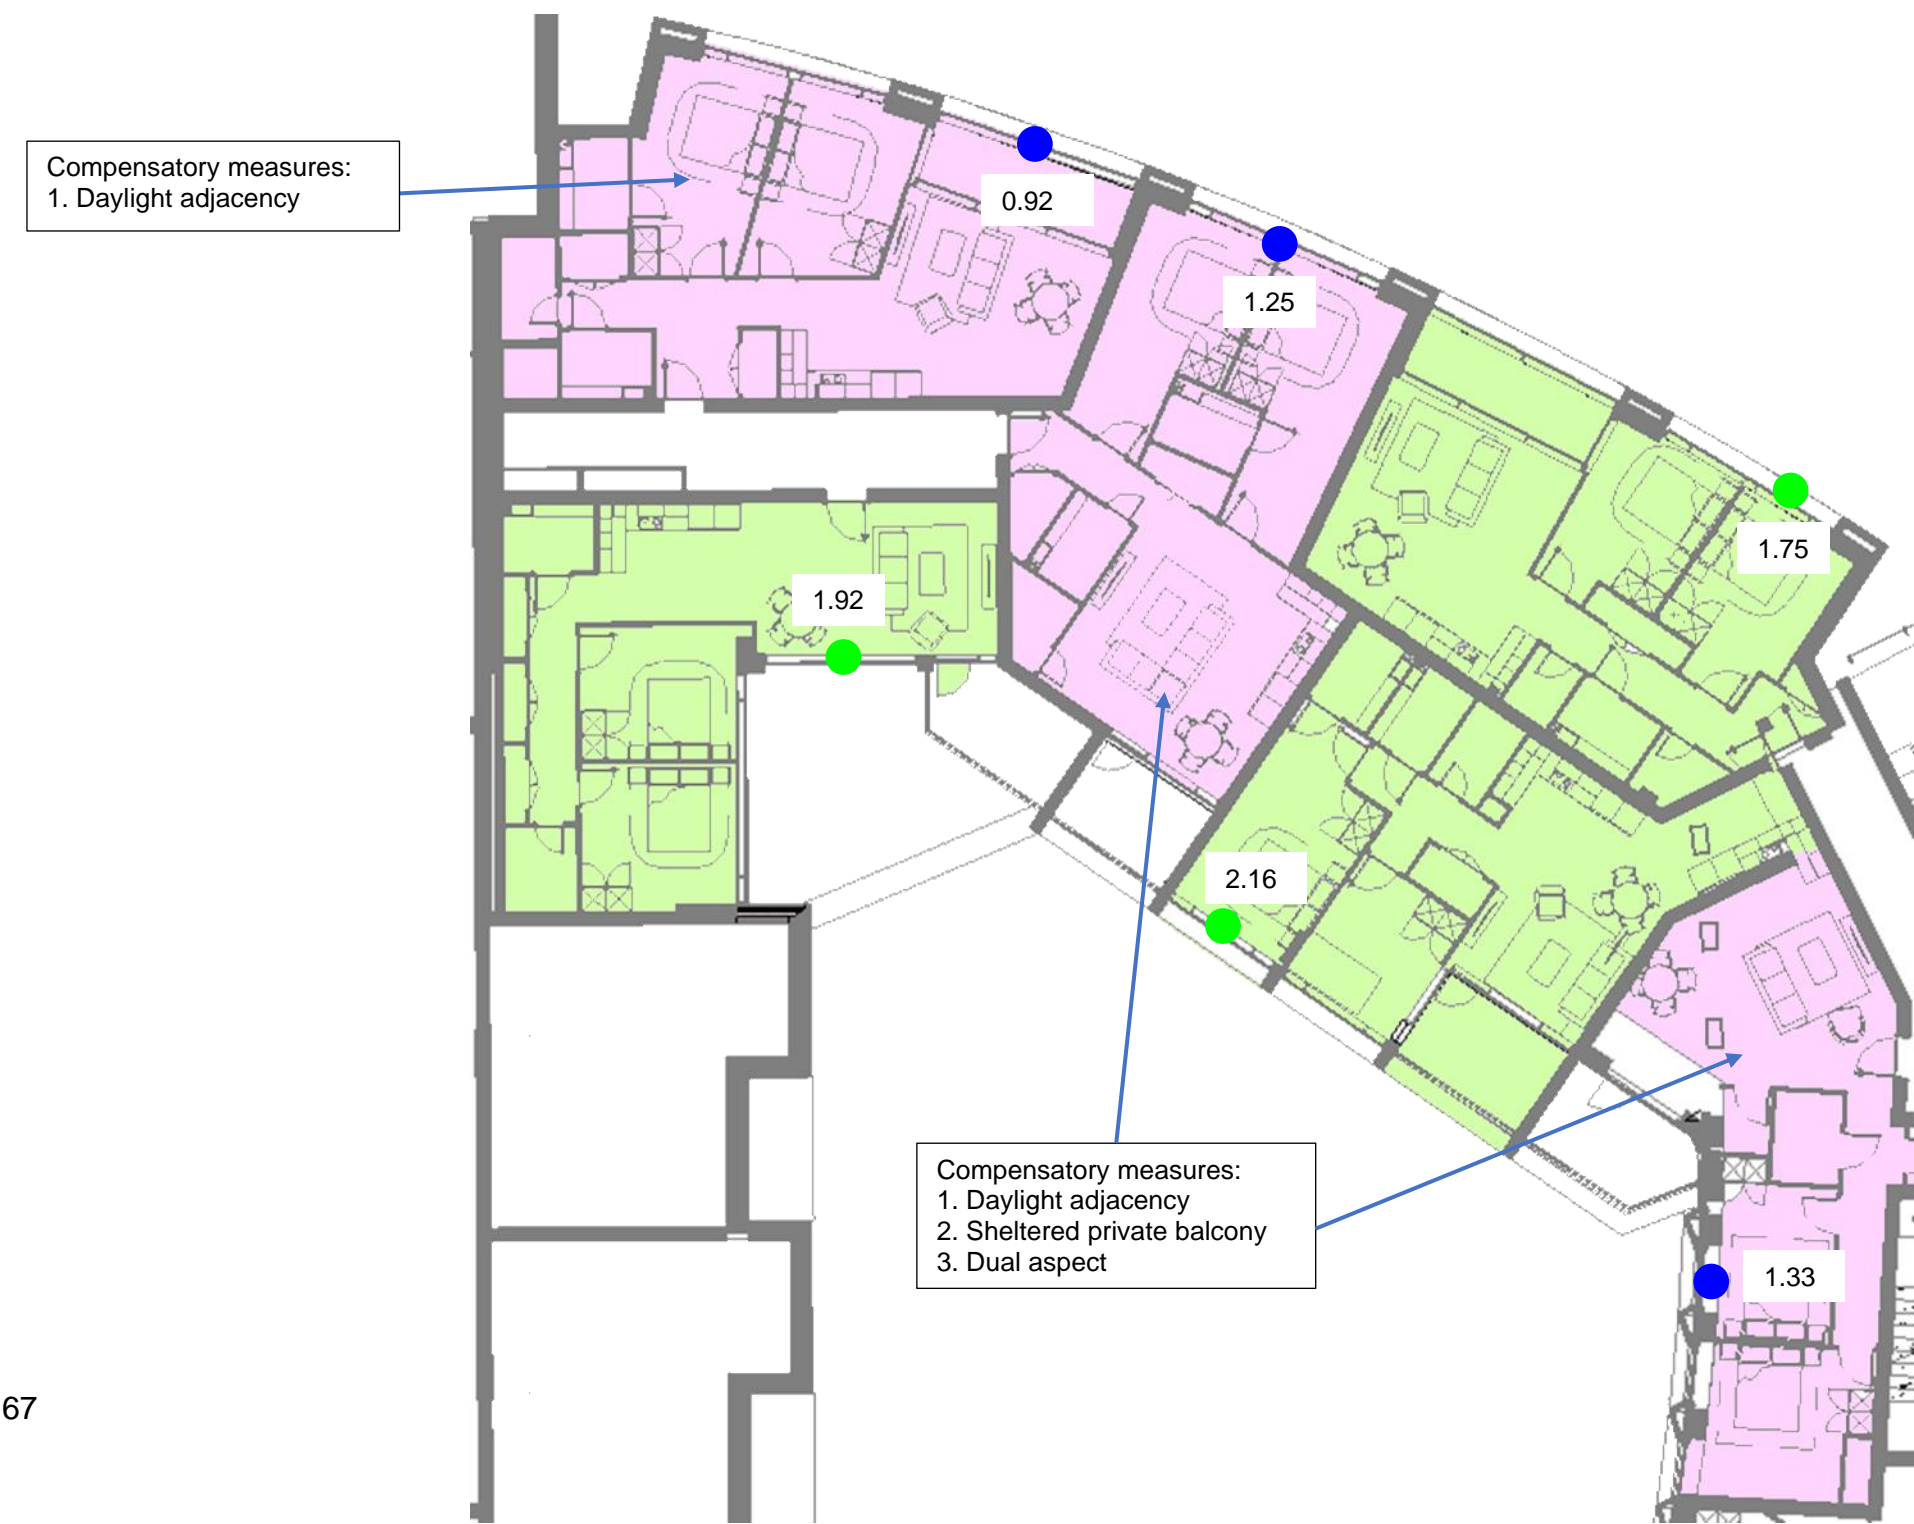 Compensatory measures:
1. Daylight adjacency
0.92
1.25
1.75
1.92
2.16
Compensatory measures:
1. Daylight adjacency
2. Sheltered private balcony
3. Dual aspect
1.33
67